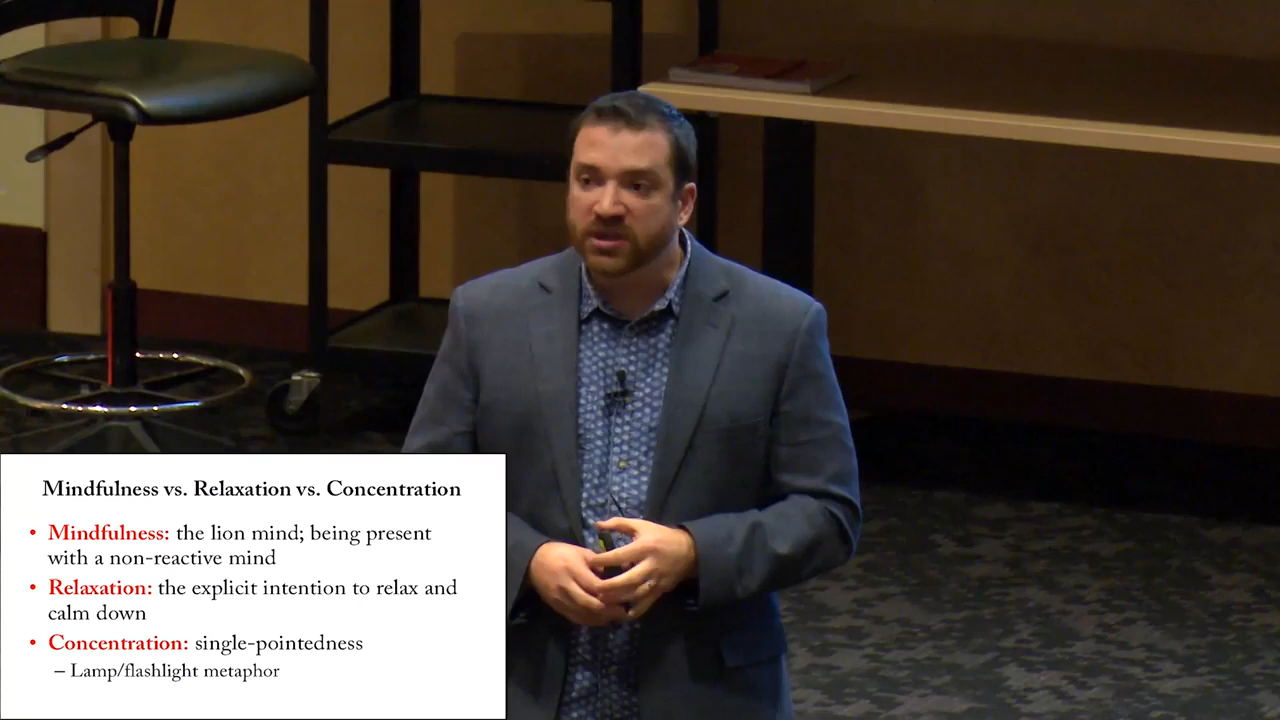 Mindfulness vs. Relaxation vs. Concentration
• Mindfulness: the lion mind; being present
with a non-reactive mind
• Relaxation: the explicit intention to relax and
calm down
• Concentration: single-pointedness
– Lamp/flashlight metaphor